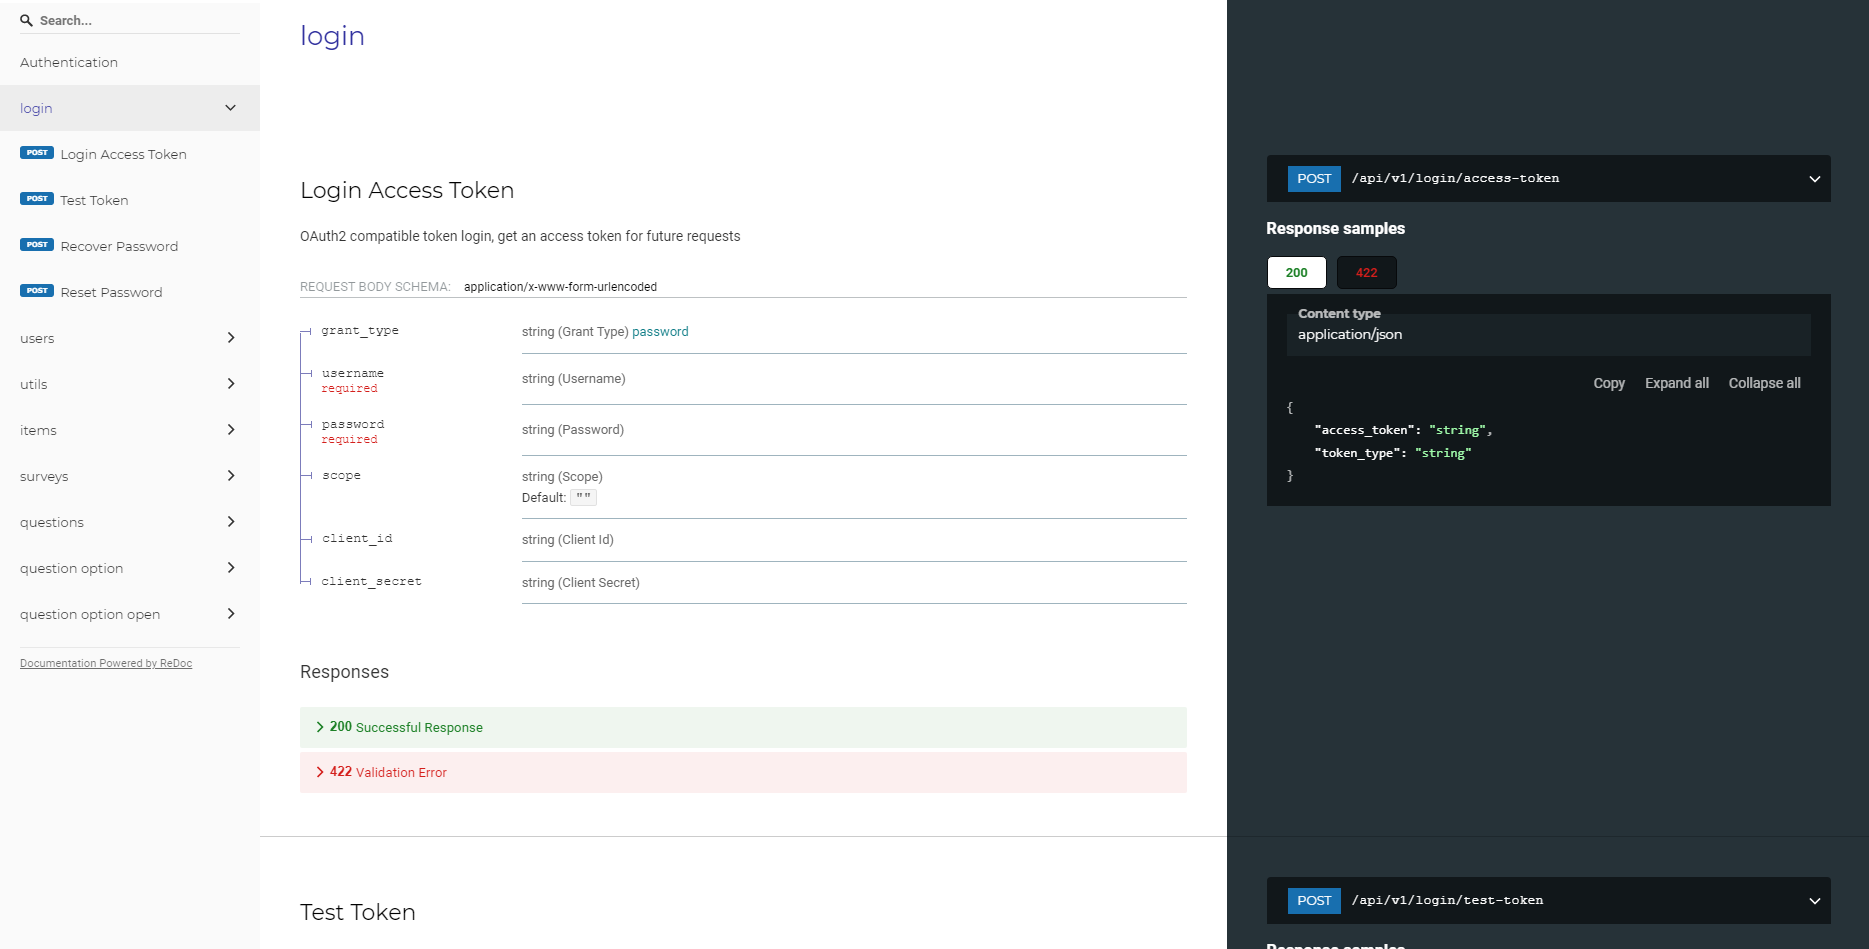 Search...
Authentication
login
POST Login Access Token
POST Test Token
POST Recover Password
POST Reset Password
users
utils
items
surveys
questions
question option
question option open
Documentation Powered by ReDoc
login
Login Access Token
OAuth2 compatible token login, get an access token for future requests
REQUEST BODY SCHEMA: application/x-www-form-urlencoded
grant_type string (Grant Type) password
username string (Username)
required
password string (Password)
required
scope string (Scope)
Default: ""
client_id string (Client Id)
client_secret string (Client Secret)
Responses
200 Successful Response
422 Validation Error
Test Token
POST /api/v1/login/access-token
Response samples
200 422
Content type
application/json
Copy Expand all Collapse all
{
"access_token": "string",
"token_type": "string"
}
POST /api/v1/login/test-token
Response samples